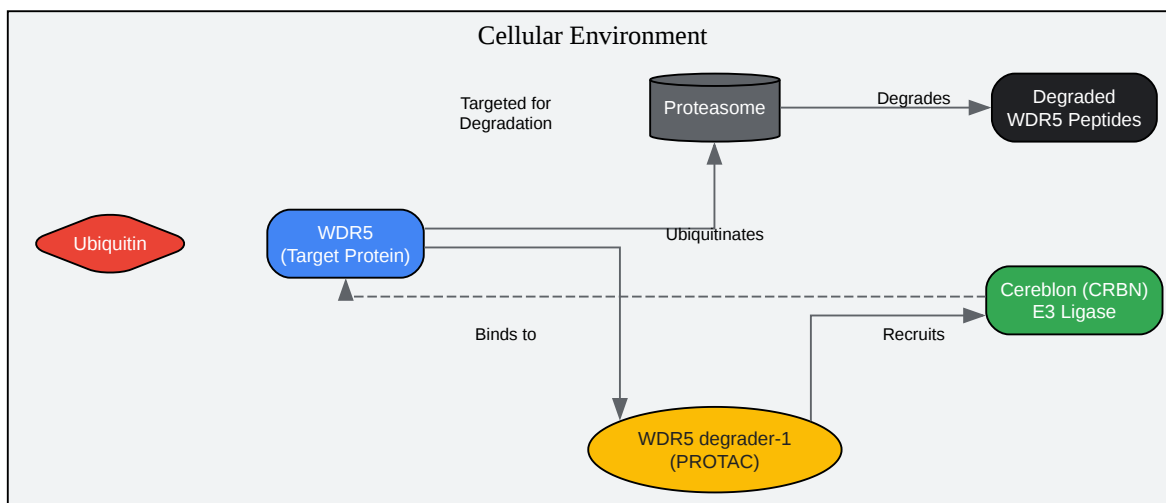 Cellular Environment
Targeted for
Degradation
Proteasome
Degrades
Degraded
WDR5 Peptides
Ubiquitin
WDR5
(Target Protein)
Ubiquitinates
Cereblon (CRBN)
E3 Ligase
Binds to
Recruits
WDR5 degrader-1
(PROTAC)